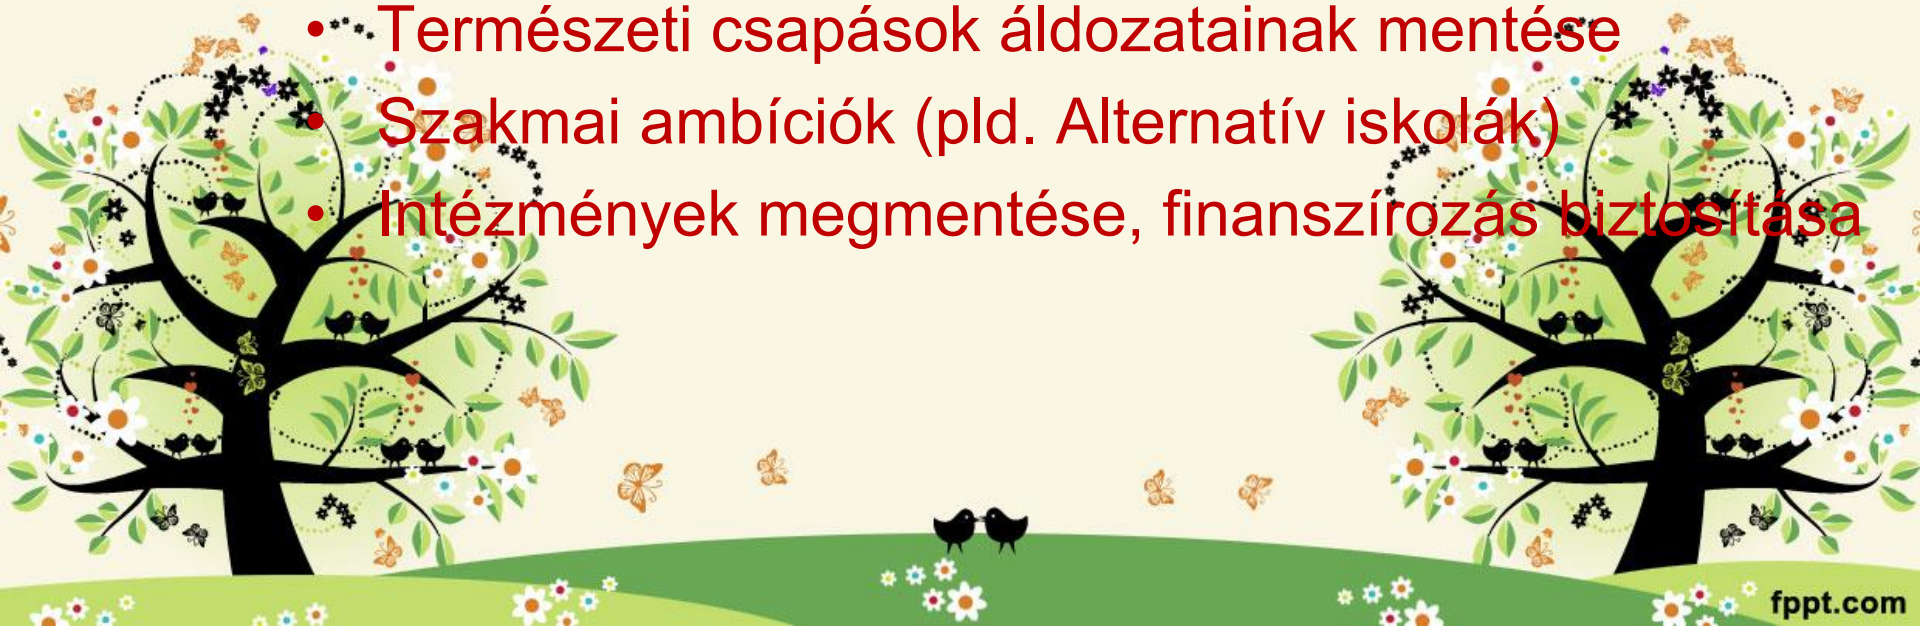 • Természeti csapások áldozatainak mentése
• Szakmai ambíciók (pld. Alternatív iskolák)
• Intézmények megmentése, finanszírozás biztosítása
fppt.com